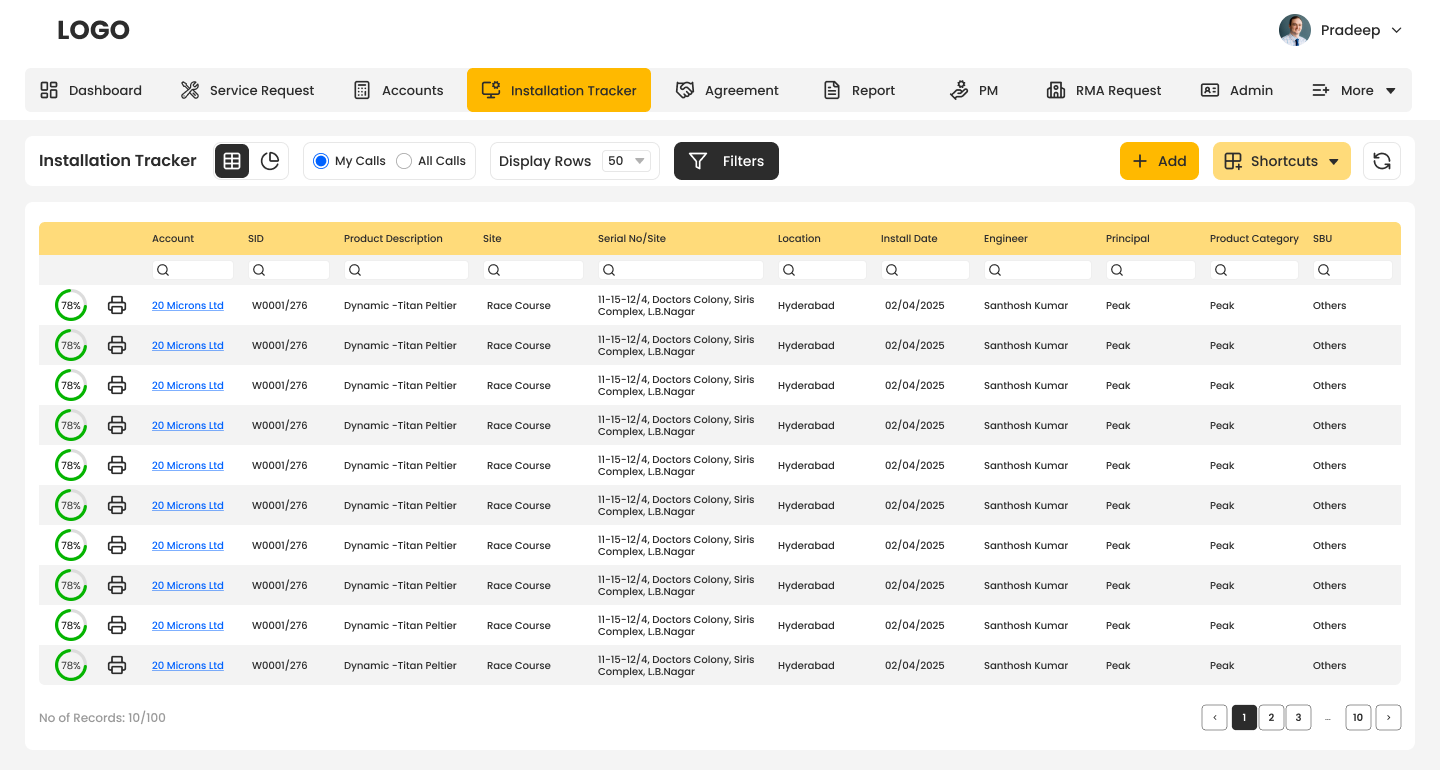 LOGO
Pradeep
Dashboard Service Request Accounts Installation Tracker Agreement Report PM RMA Request Admin More
Installation Tracker My Calls All Calls Display Rows 50 Filters Add Shortcuts
Account SID Product Description Site Serial No/Site Location Install Date Engineer Principal Product Category SBU
78% 20 Microns Ltd W0001/276 Dynamic -Titan Peltier Race Course 11-15-12/4, Doctors Colony, Siris Hyderabad 02/04/2025 Santhosh Kumar Peak Peak Others
Complex, L.B.Nagar
78% 20 Microns Ltd W0001/276 Dynamic -Titan Peltier Race Course 11-15-12/4, Doctors Colony, Siris Hyderabad 02/04/2025 Santhosh Kumar Peak Peak Others
Complex, L.B.Nagar
78% 20 Microns Ltd W0001/276 Dynamic -Titan Peltier Race Course 11-15-12/4, Doctors Colony, Siris Hyderabad 02/04/2025 Santhosh Kumar Peak Peak Others
Complex, L.B.Nagar
78% 20 Microns Ltd W0001/276 Dynamic -Titan Peltier Race Course 11-15-12/4, Doctors Colony, Siris Hyderabad 02/04/2025 Santhosh Kumar Peak Peak Others
Complex, L.B.Nagar
78% 20 Microns Ltd W0001/276 Dynamic -Titan Peltier Race Course 11-15-12/4, Doctors Colony, Siris Hyderabad 02/04/2025 Santhosh Kumar Peak Peak Others
Complex, L.B.Nagar
78% 20 Microns Ltd W0001/276 Dynamic -Titan Peltier Race Course 11-15-12/4, Doctors Colony, Siris Hyderabad 02/04/2025 Santhosh Kumar Peak Peak Others
Complex, L.B.Nagar
78% 20 Microns Ltd W0001/276 Dynamic -Titan Peltier Race Course 11-15-12/4, Doctors Colony, Siris Hyderabad 02/04/2025 Santhosh Kumar Peak Peak Others
Complex, L.B.Nagar
78% 20 Microns Ltd W0001/276 Dynamic -Titan Peltier Race Course 11-15-12/4, Doctors Colony, Siris Hyderabad 02/04/2025 Santhosh Kumar Peak Peak Others
Complex, L.B.Nagar
78% 20 Microns Ltd W0001/276 Dynamic -Titan Peltier Race Course 11-15-12/4, Doctors Colony, Siris Hyderabad 02/04/2025 Santhosh Kumar Peak Peak Others
Complex, L.B.Nagar
78% 20 Microns Ltd W0001/276 Dynamic -Titan Peltier Race Course 11-15-12/4, Doctors Colony, Siris Hyderabad 02/04/2025 Santhosh Kumar Peak Peak Others
Complex, L.B.Nagar
No of Records: 10/100 ‹ 1 2 3 ... 10 ›